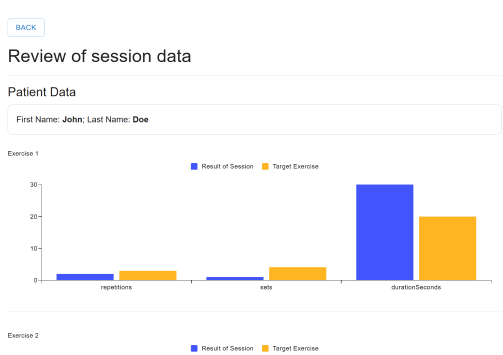 BACK
Review of session data
Patient Data
First Name: John; Last Name: Doe
Exercise 1
Result of Session Target Exercise
30
20
10
0
repetitions sets durationSeconds
Exercise 2
Result of Session Target Exercise